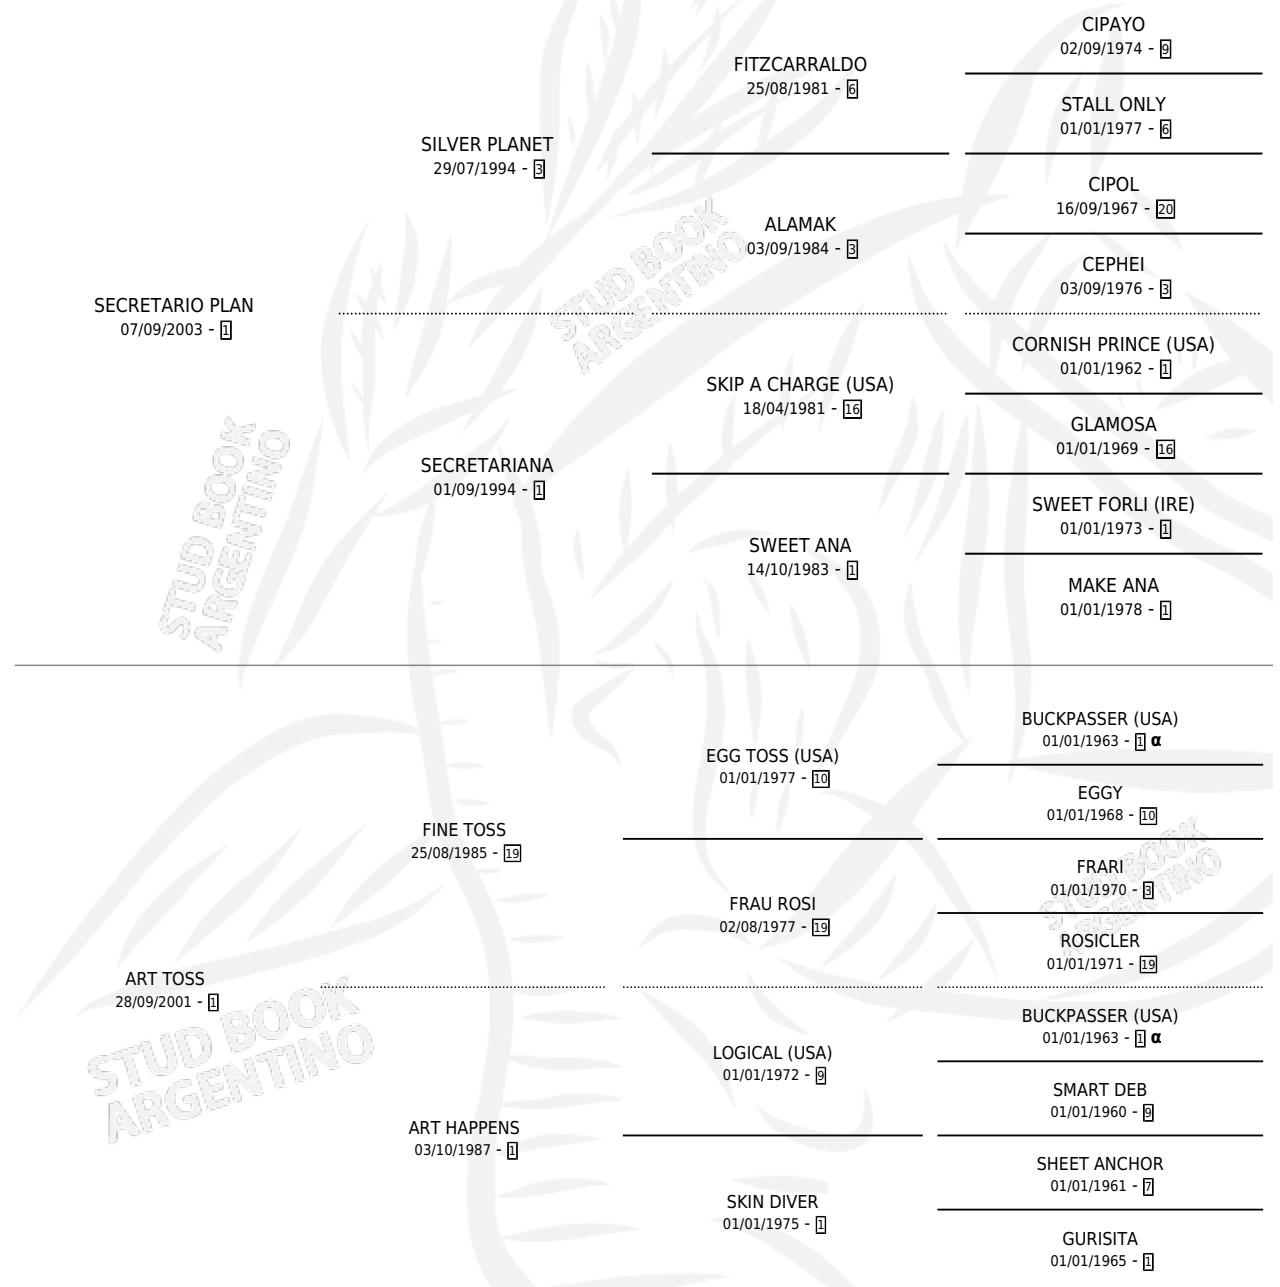 CIPAYO
02/09/1974 - 9
FITZCARRALDO
25/08/1981 - 6
STALL ONLY
01/01/1977 - 6
SILVER PLANET
29/07/1994 - 3
CIPOL
16/09/1967 - 20
ALAMAK
03/09/1984 - 3
CEPHEI
03/09/1976 - 3
SECRETARIO PLAN
07/09/2003 - 1
CORNISH PRINCE (USA)
01/01/1962 - 1
SKIP A CHARGE (USA)
18/04/1981 - 16
GLAMOSA
01/01/1969 - 16
SECRETARIANA
01/09/1994 - 1
SWEET FORLI (IRE)
01/01/1973 - 1
SWEET ANA
14/10/1983 - 1
MAKE ANA
01/01/1978 - 1
STUD BOOK
ARGENTINO
STUD BOOK
ARGENTINO
BUCKPASSER (USA)
01/01/1963 - 1 α
EGG TOSS (USA)
01/01/1977 - 10
EGGY
01/01/1968 - 10
FINE TOSS
25/08/1985 - 19
FRARI
01/01/1970 - 3
FRAU ROSI
02/08/1977 - 19
ROSICLER
01/01/1971 - 19
ART TOSS
28/09/2001 - 1
BUCKPASSER (USA)
01/01/1963 - 1 α
LOGICAL (USA)
01/01/1972 - 9
SMART DEB
01/01/1960 - 9
ART HAPPENS
03/10/1987 - 1
SHEET ANCHOR
01/01/1961 - 7
SKIN DIVER
01/01/1975 - 1
GURISITA
01/01/1965 - 1
STUD BOOK
ARGENTINO
STUD BOOK
ARGENTINO